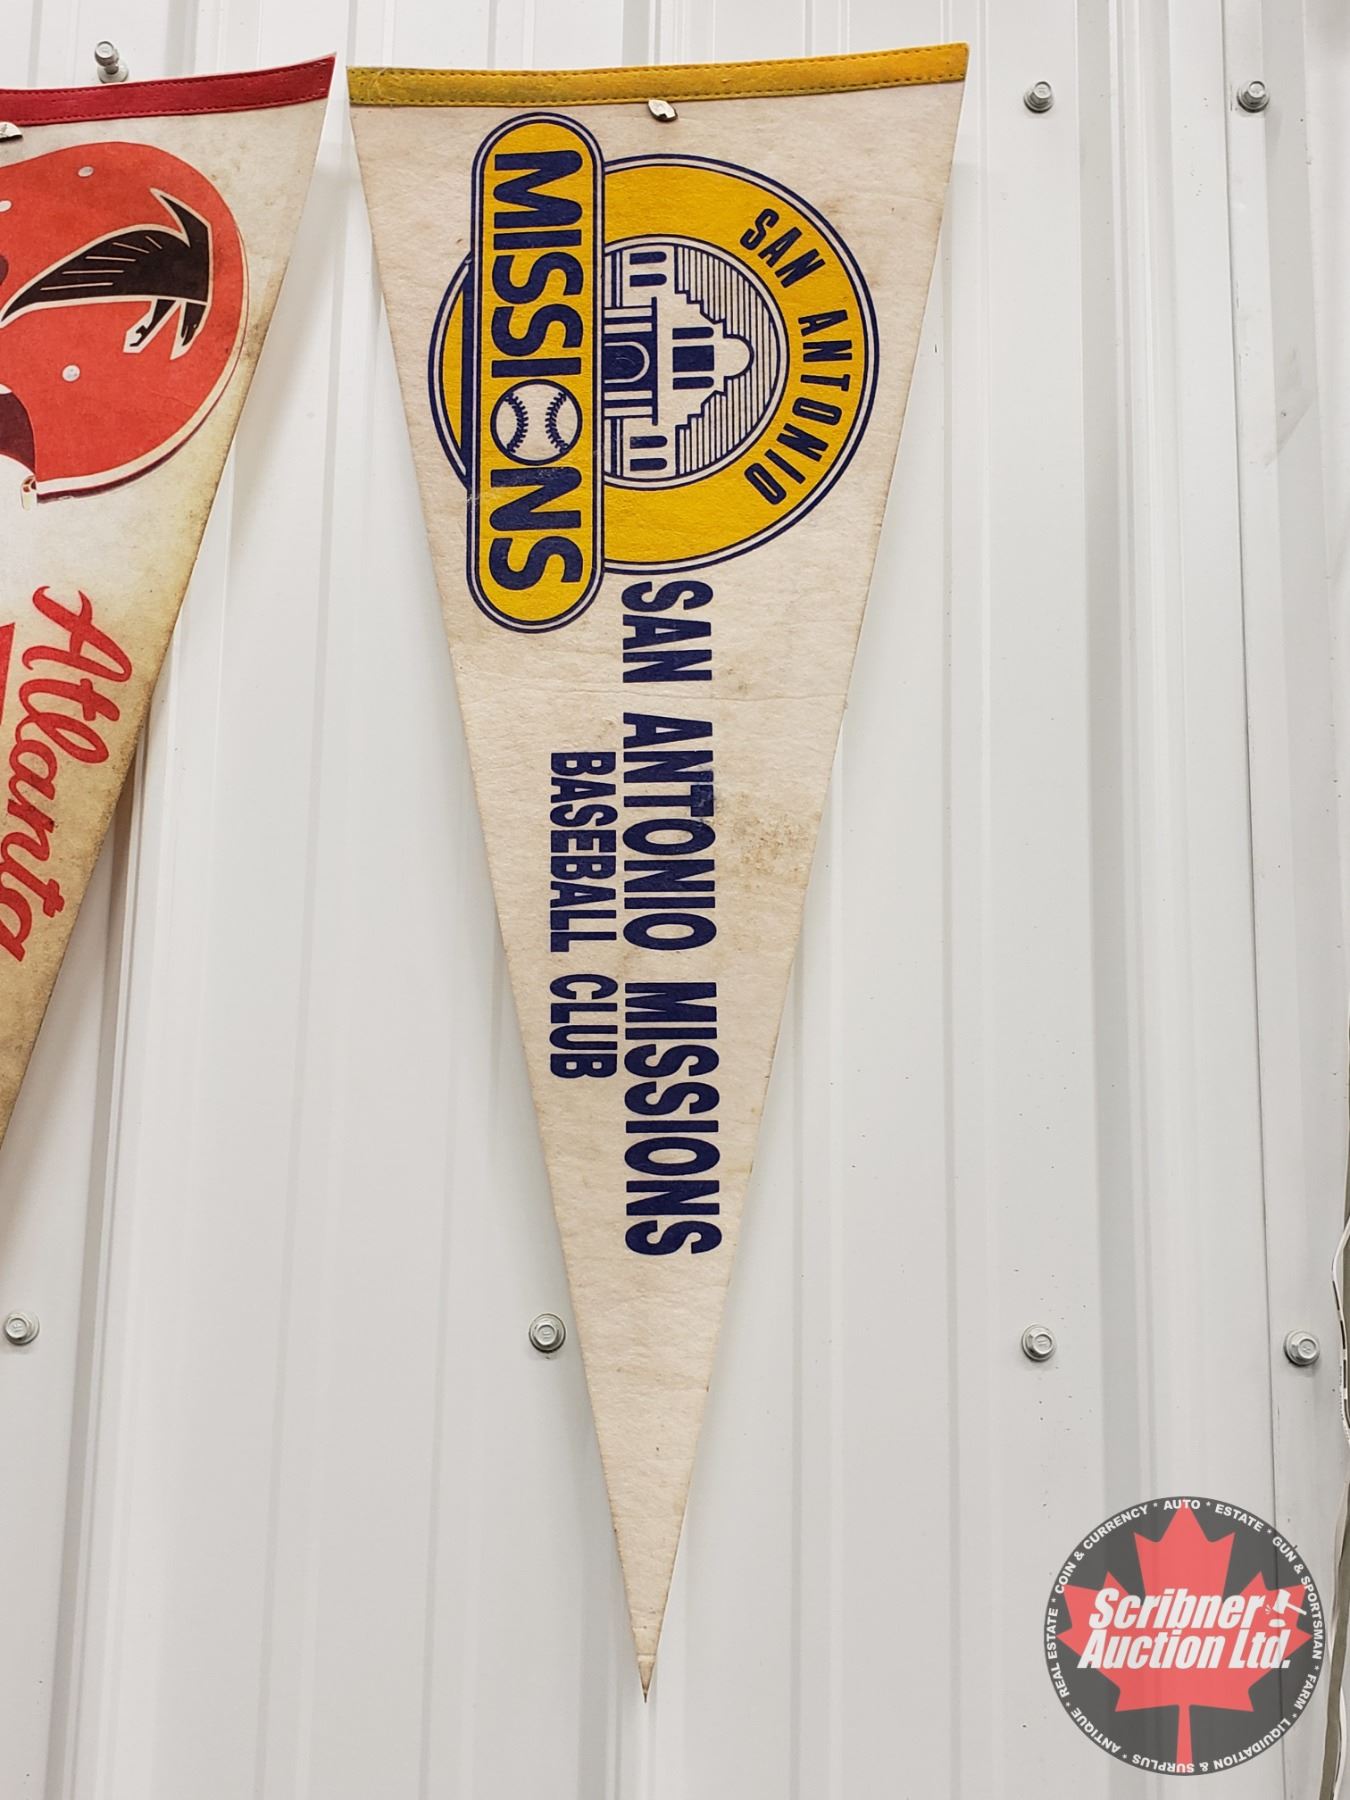 Atlanta
SAN ANTONIO
MISSIONS
SAN ANTONIO MISSIONS
BASEBALL CLUB
Scribner
Auction Ltd.
COIN & CURRENCY * AUTO * ESTATE * GUN & SPORTSMAN * FARM * LIQUIDATION & SURPLUS * ANTIQUE * REAL ESTATE *